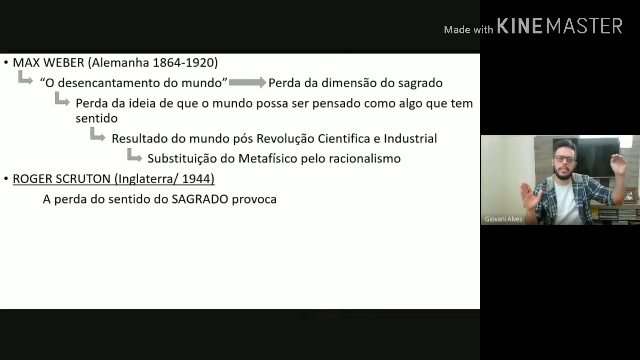 Made with KINEMASTER
• MAX WEBER (Alemanha 1864-1920)
"O desencantamento do mundo" Perda da dimensão do sagrado
Perda da ideia de que o mundo possa ser pensado como algo que tem
sentido
Resultado do mundo pós Revolução Cientifica e Industrial
Substituição do Metafísico pelo racionalismo
• ROGER SCRUTON (Inglaterra/ 1944)
A perda do sentido do SAGRADO provoca
Giovani Alves